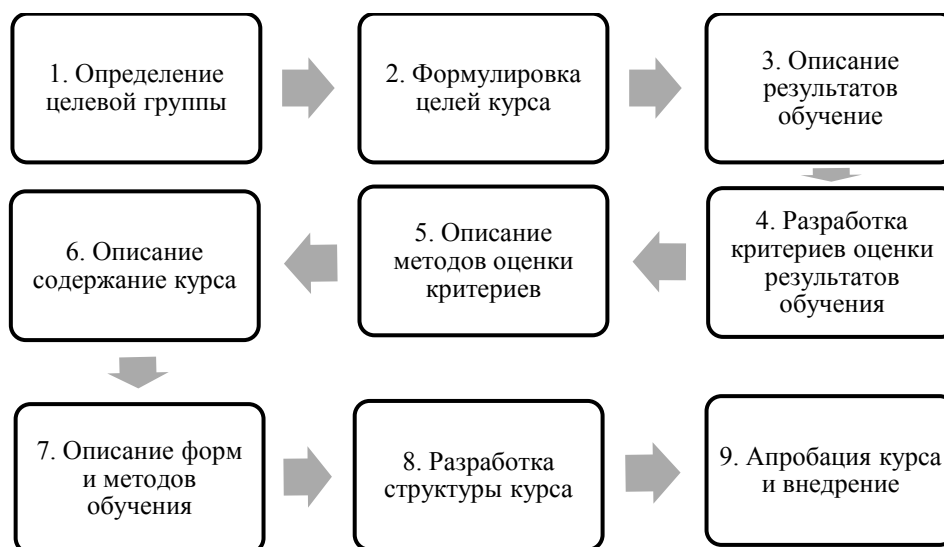 1. Определение
целевой группы
2. Формулировка
целей курса
3. Описание
результатов
обучение
4. Разработка
критериев оценки
результатов
обучения
5. Описание
методов оценки
критериев
6. Описание
содержание курса
7. Описание форм
и методов
обучения
8. Разработка
структуры курса
9. Апробация курса
и внедрение